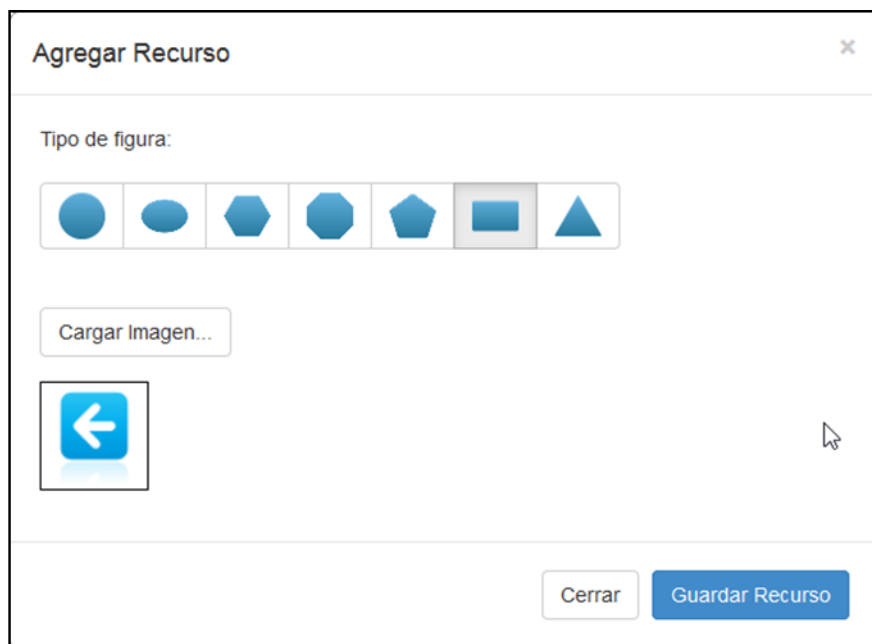 Agregar Recurso
×
Tipo de figura:
Cargar Imagen...
Cerrar
Guardar Recurso